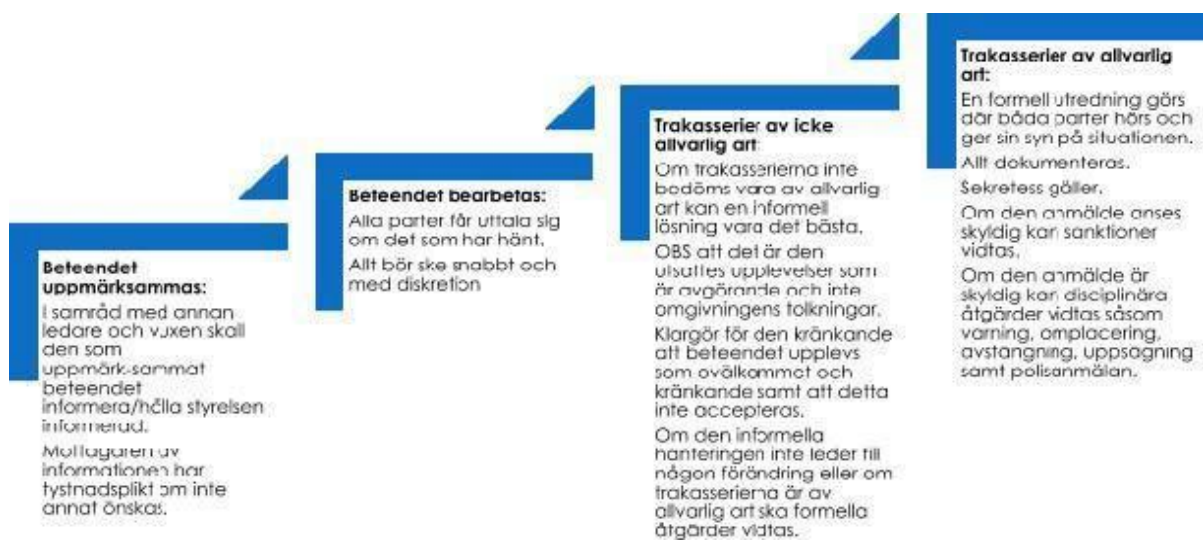 Beteendet
uppmärksammas:
I samråd med annan
ledare och vuxen skall
den som
uppmärk-sammat
beteendet
informera/hålla styrelsen
informerad.
Mottagaren av
informationen har
tystnadsplikt om inte
annat önskas.
Beteendet bearbetas:
Alla parter får uttala sig
om det som har hänt.
Allt bör ske snabbt och
med diskretion
Trakasserier av icke
allvarlig art:
Om trakasserierna inte
bedöms vara av allvarlig
art kan en informell
lösning vara det bästa.
OBS att det är den
utsattes upplevelser som
är avgörande och inte
omgivningens tolkningar.
Klargör för den kränkande
att beteendet upplevs
som ovälkommet och
kränkande samt att detta
inte accepteras.
Om den informella
hanteringen inte leder till
någon förändring eller om
trakasserierna är av
allvarlig art ska formella
åtgärder vidtas.
Trakasserier av allvarlig
art:
En formell utredning görs
där båda parter hörs och
ger sin syn på situationen.
Allt dokumenteras.
Sekretess gäller.
Om den anmälde anses
skyldig kan sanktioner
vidtas.
Om den anmälde är
skyldig kan disciplinära
åtgärder vidtas såsom
varning, omplacering,
avstängning, uppsägning
samt polisanmälan.